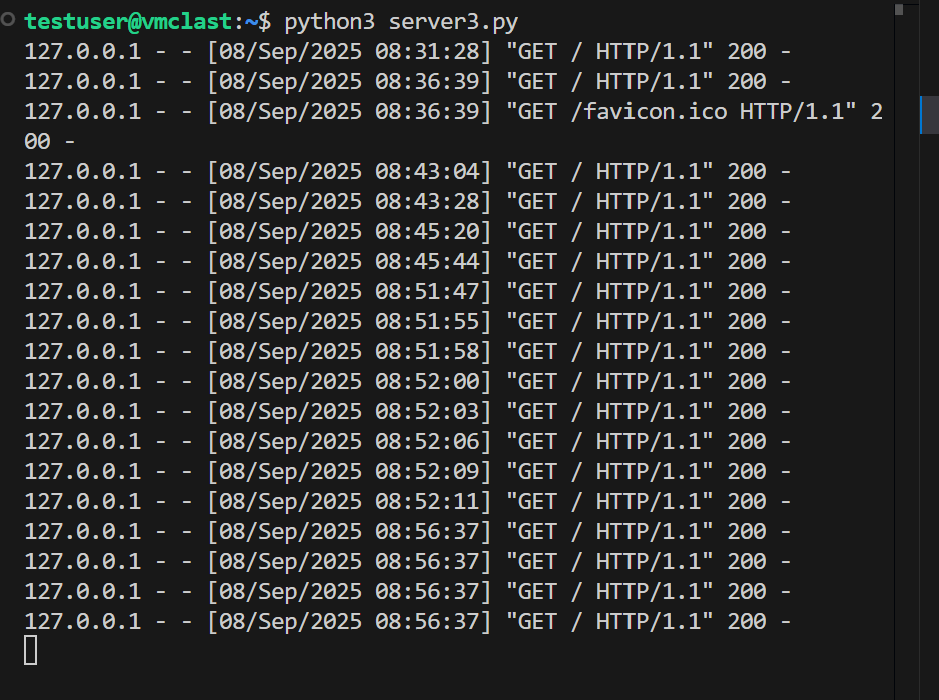 testuser@vmclast:~$ python3 server3.py
127.0.0.1 - - [08/Sep/2025 08:31:28] "GET / HTTP/1.1" 200 -
127.0.0.1 - - [08/Sep/2025 08:36:39] "GET / HTTP/1.1" 200 -
127.0.0.1 - - [08/Sep/2025 08:36:39] "GET /favicon.ico HTTP/1.1" 2
00 -
127.0.0.1 - - [08/Sep/2025 08:43:04] "GET / HTTP/1.1" 200 -
127.0.0.1 - - [08/Sep/2025 08:43:28] "GET / HTTP/1.1" 200 -
127.0.0.1 - - [08/Sep/2025 08:45:20] "GET / HTTP/1.1" 200 -
127.0.0.1 - - [08/Sep/2025 08:45:44] "GET / HTTP/1.1" 200 -
127.0.0.1 - - [08/Sep/2025 08:51:47] "GET / HTTP/1.1" 200 -
127.0.0.1 - - [08/Sep/2025 08:51:55] "GET / HTTP/1.1" 200 -
127.0.0.1 - - [08/Sep/2025 08:51:58] "GET / HTTP/1.1" 200 -
127.0.0.1 - - [08/Sep/2025 08:52:00] "GET / HTTP/1.1" 200 -
127.0.0.1 - - [08/Sep/2025 08:52:03] "GET / HTTP/1.1" 200 -
127.0.0.1 - - [08/Sep/2025 08:52:06] "GET / HTTP/1.1" 200 -
127.0.0.1 - - [08/Sep/2025 08:52:09] "GET / HTTP/1.1" 200 -
127.0.0.1 - - [08/Sep/2025 08:52:11] "GET / HTTP/1.1" 200 -
127.0.0.1 - - [08/Sep/2025 08:56:37] "GET / HTTP/1.1" 200 -
127.0.0.1 - - [08/Sep/2025 08:56:37] "GET / HTTP/1.1" 200 -
127.0.0.1 - - [08/Sep/2025 08:56:37] "GET / HTTP/1.1" 200 -
127.0.0.1 - - [08/Sep/2025 08:56:37] "GET / HTTP/1.1" 200 -